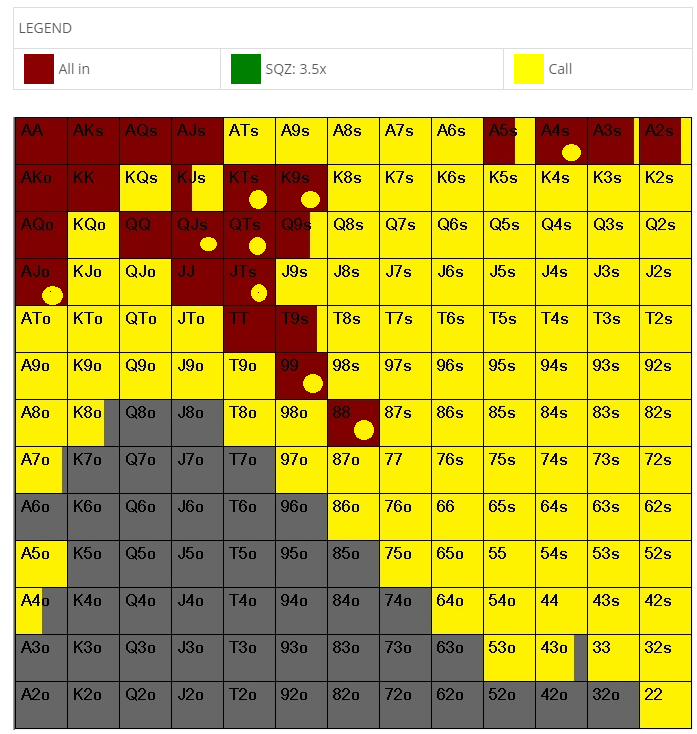 LEGEND
All in SQZ: 3.5x Call
AA AKs AQs AJs ATs A9s A8s A7s A6s A5s A4s A3s A2s
AKo KK KQs KJs KTs K9s K8s K7s K6s K5s K4s K3s K2s
AQo KQo QQ QJs QTs Q9s Q8s Q7s Q6s Q5s Q4s Q3s Q2s
AJo KJo QJo JJ JTs J9s J8s J7s J6s J5s J4s J3s J2s
ATo KTo QTo JTo TT T9s T8s T7s T6s T5s T4s T3s T2s
A9o K9o Q9o J9o T9o 99 98s 97s 96s 95s 94s 93s 92s
A8o K8o Q8o J8o T8o 98o 88 87s 86s 85s 84s 83s 82s
A7o K7o Q7o J7o T7o 97o 87o 77 76s 75s 74s 73s 72s
A6o K6o Q6o J6o T6o 96o 86o 76o 66 65s 64s 63s 62s
A5o K5o Q5o J5o T5o 95o 85o 75o 65o 55 54s 53s 52s
A4o K4o Q4o J4o T4o 94o 84o 74o 64o 54o 44 43s 42s
A3o K3o Q3o J3o T3o 93o 83o 73o 63o 53o 43o 33 32s
A2o K2o Q2o J2o T2o 92o 82o 72o 62o 52o 42o 32o 22